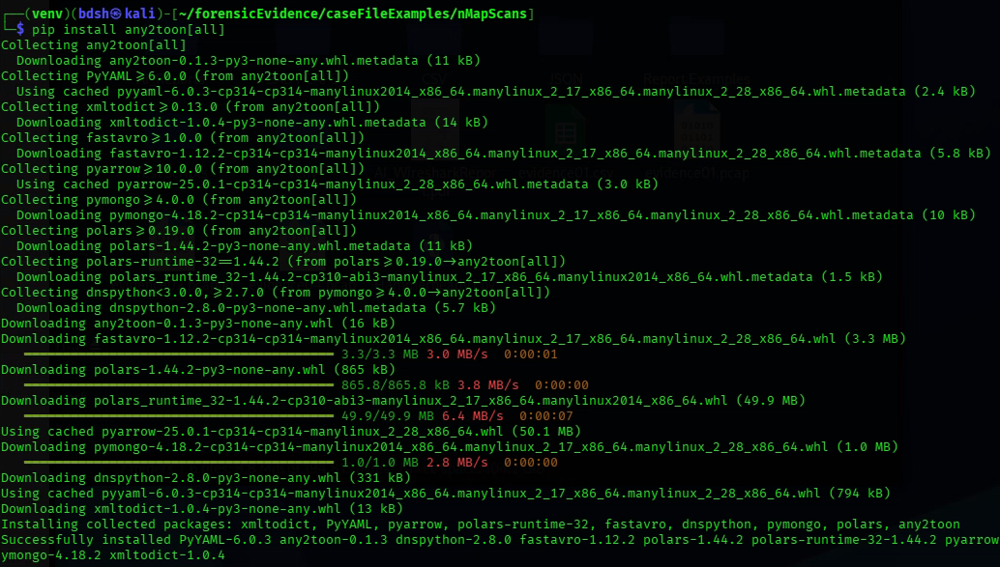 ┌──(venv)(bdsh㉿kali)-[~/forensicEvidence/caseFileExamples/nMapScans]
└─$ pip install any2toon[all]
Collecting any2toon[all]
  Downloading any2toon-0.1.3-py3-none-any.whl.metadata (11 kB)
Collecting PyYAML>=6.0.0 (from any2toon[all])
  Using cached pyyaml-6.0.3-cp314-cp314-manylinux2014_x86_64.manylinux_2_17_x86_64.manylinux_2_28_x86_64.whl.metadata (2.4 kB)
Collecting xmltodict>=0.13.0 (from any2toon[all])
  Downloading xmltodict-1.0.4-py3-none-any.whl.metadata (14 kB)
Collecting fastavro>=1.0.0 (from any2toon[all])
  Downloading fastavro-1.12.2-cp314-cp314-manylinux2014_x86_64.manylinux_2_17_x86_64.manylinux_2_28_x86_64.whl.metadata (5.8 kB)
Collecting pyarrow>=10.0.0 (from any2toon[all])
  Using cached pyarrow-25.0.1-cp314-cp314-manylinux_2_28_x86_64.whl.metadata (3.0 kB)
Collecting pymongo>=4.0.0 (from any2toon[all])
  Downloading pymongo-4.18.2-cp314-cp314-manylinux2014_x86_64.manylinux_2_17_x86_64.manylinux_2_28_x86_64.whl.metadata (10 kB)
Collecting polars>=0.19.0 (from any2toon[all])
  Downloading polars-1.44.2-py3-none-any.whl.metadata (11 kB)
Collecting polars-runtime-32==1.44.2 (from polars>=0.19.0->any2toon[all])
  Downloading polars_runtime_32-1.44.2-cp310-abi3-manylinux_2_17_x86_64.manylinux2014_x86_64.whl.metadata (1.5 kB)
Collecting dnspython<3.0.0,>=2.7.0 (from pymongo>=4.0.0->any2toon[all])
  Downloading dnspython-2.8.0-py3-none-any.whl.metadata (5.7 kB)
Downloading any2toon-0.1.3-py3-none-any.whl (16 kB)
Downloading fastavro-1.12.2-cp314-cp314-manylinux2014_x86_64.manylinux_2_17_x86_64.manylinux_2_28_x86_64.whl (3.3 MB)
   ━━━━━━━━━━━━━━━━━━━━━━━━━━━━━━━━━━━━━━━━ 3.3/3.3 MB 3.0 MB/s  0:00:01
Downloading polars-1.44.2-py3-none-any.whl (865 kB)
   ━━━━━━━━━━━━━━━━━━━━━━━━━━━━━━━━━━━━━━━━ 865.8/865.8 kB 3.8 MB/s  0:00:00
Downloading polars_runtime_32-1.44.2-cp310-abi3-manylinux_2_17_x86_64.manylinux2014_x86_64.whl (49.9 MB)
   ━━━━━━━━━━━━━━━━━━━━━━━━━━━━━━━━━━━━━━━━ 49.9/49.9 MB 6.4 MB/s  0:00:07
Using cached pyarrow-25.0.1-cp314-cp314-manylinux_2_28_x86_64.whl (50.1 MB)
Downloading pymongo-4.18.2-cp314-cp314-manylinux2014_x86_64.manylinux_2_17_x86_64.manylinux_2_28_x86_64.whl (1.0 MB)
   ━━━━━━━━━━━━━━━━━━━━━━━━━━━━━━━━━━━━━━━━ 1.0/1.0 MB 2.8 MB/s  0:00:00
Downloading dnspython-2.8.0-py3-none-any.whl (331 kB)
Using cached pyyaml-6.0.3-cp314-cp314-manylinux2014_x86_64.manylinux_2_17_x86_64.manylinux_2_28_x86_64.whl (794 kB)
Downloading xmltodict-1.0.4-py3-none-any.whl (13 kB)
Installing collected packages: xmltodict, PyYAML, pyarrow, polars-runtime-32, fastavro, dnspython, pymongo, polars, any2toon
Successfully installed PyYAML-6.0.3 any2toon-0.1.3 dnspython-2.8.0 fastavro-1.12.2 polars-1.44.2 polars-runtime-32-1.44.2 pyarrow
ymongo-4.18.2 xmltodict-1.0.4